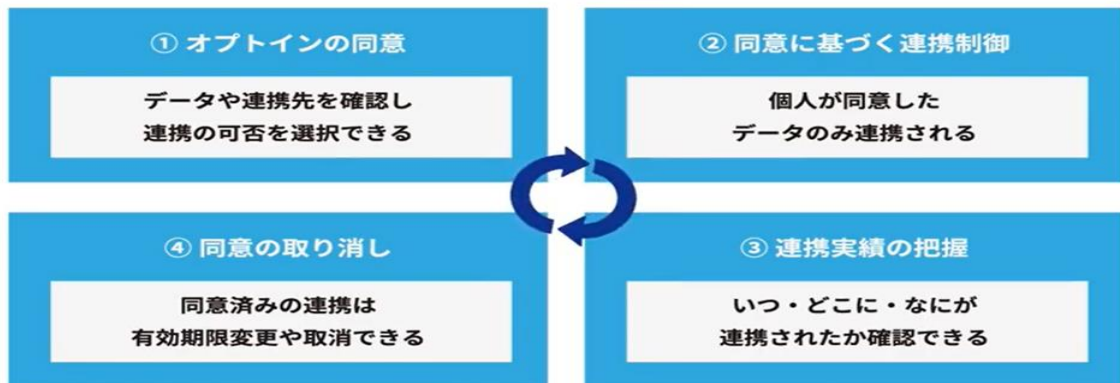 ① オプトインの同意
データや連携先を確認し
連携の可否を選択できる
② 同意に基づく連携制御
個人が同意した
データのみ連携される
③ 連携実績の把握
いつ・どこに・なにが
連携されたか確認できる
④ 同意の取り消し
同意済みの連携は
有効期限変更や取消できる